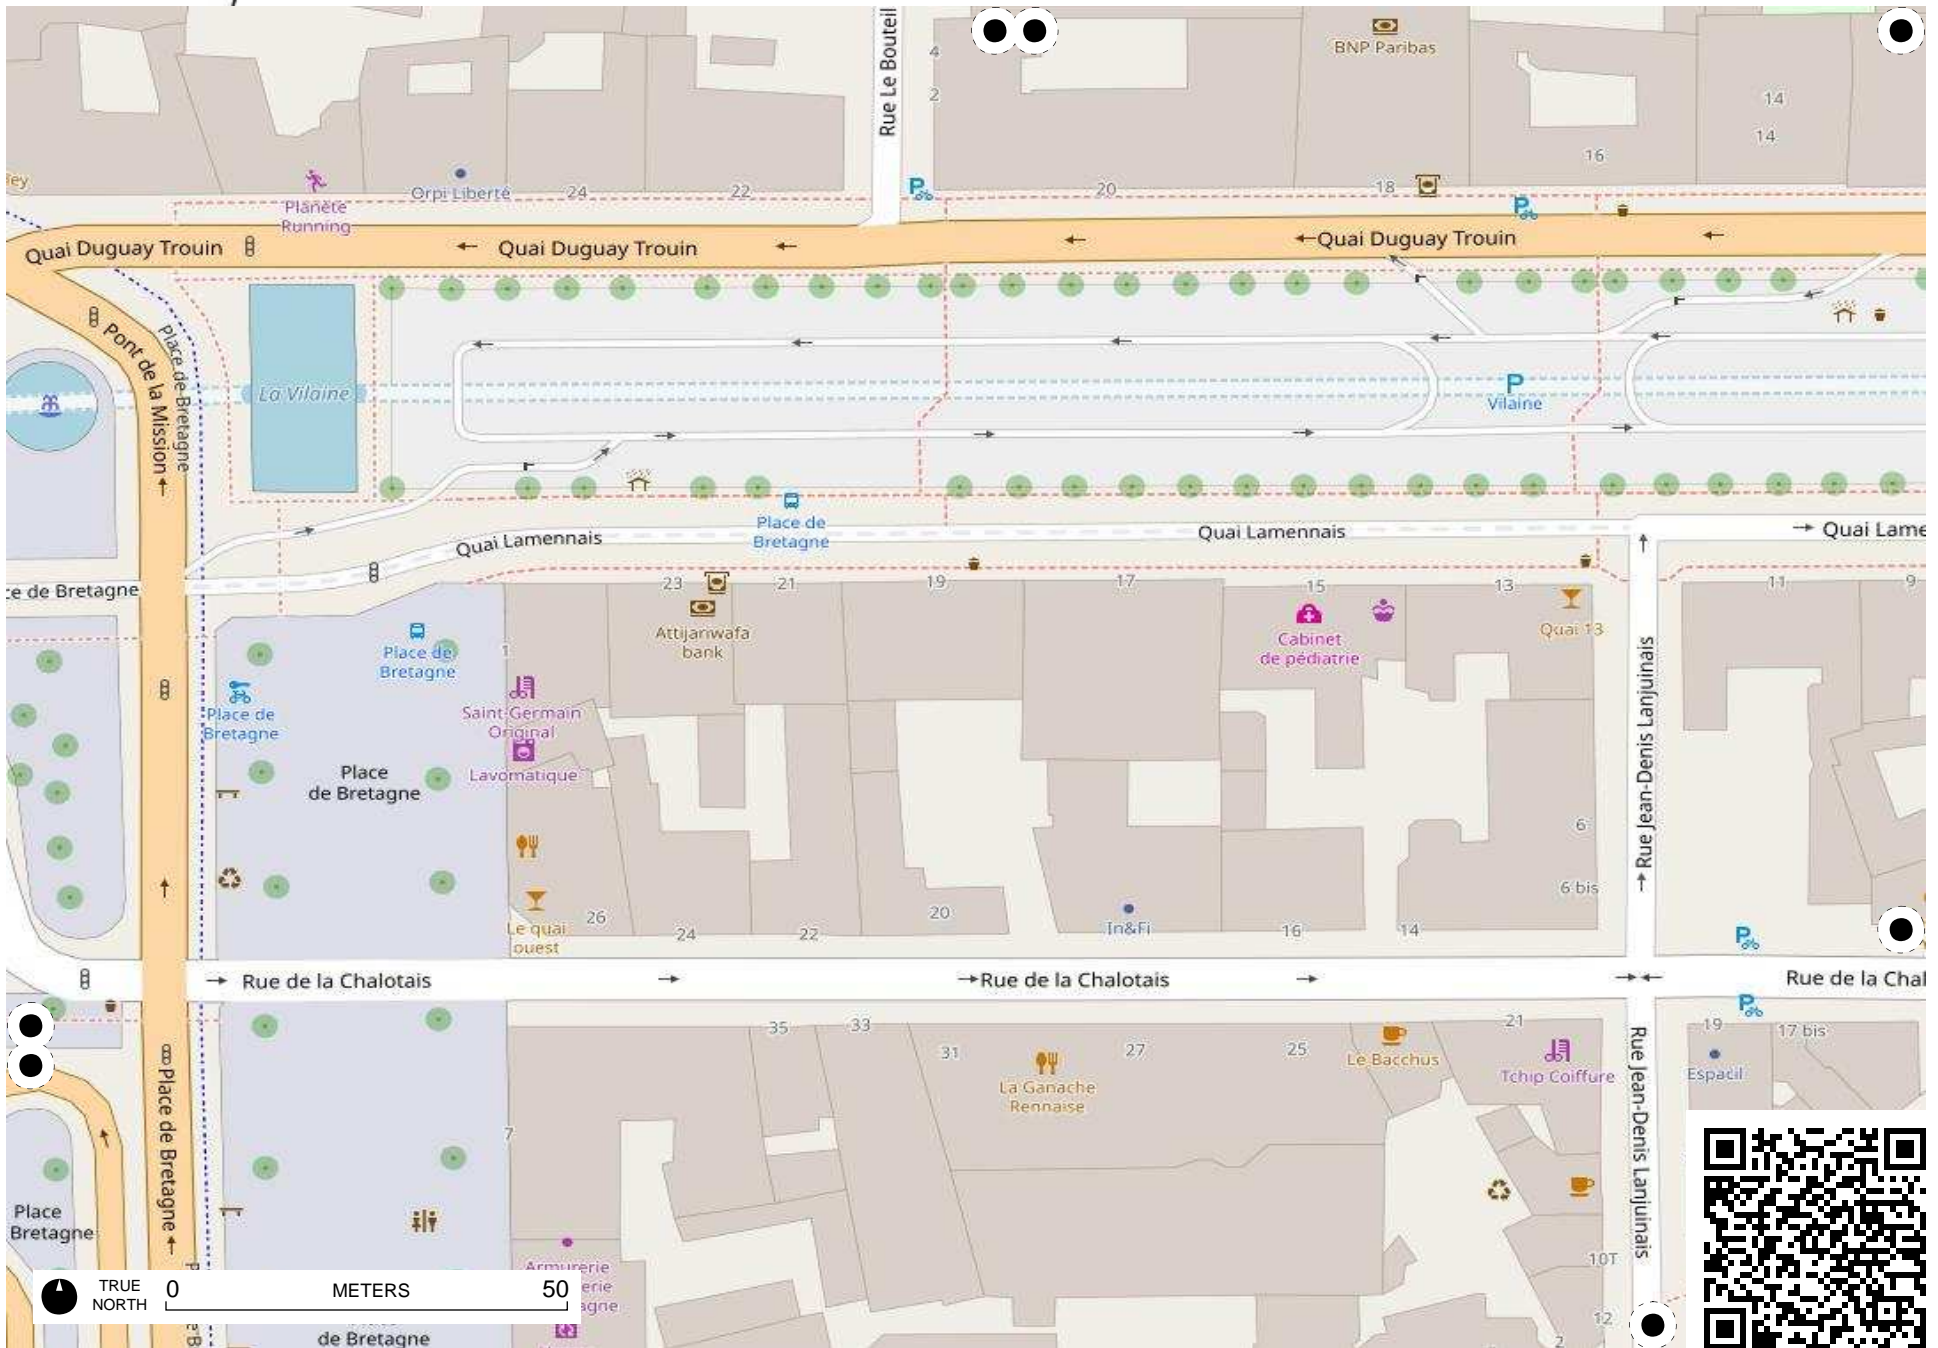 Rue Le Bouteil
4
2
BNP Paribas
14
14
16
ey
Planète
Running
Orpi Liberté
24
22
20
18
Quai Duguay Trouin
Quai Duguay Trouin
Quai Duguay Trouin
Pont de la Mission
Place de Bretagne
La Vilaine
P
Vilaine
Place de
Bretagne
Quai Lamennais
Quai Lamennais
Quai Lame
ce de Bretagne
23
21
19
17
15
13
11
9
Attijariwafa
bank
Cabinet
de pédiatrie
Quai 13
Place de
Bretagne
1
Place de
Bretagne
Saint Germain
Original
Lavomatique
Place
de Bretagne
Rue Jean-Denis Lanjuinais
6
6 bis
Le quai
ouest
26
24
22
20
In&Fi
16
14
Rue de la Chalotais
Rue de la Chalotais
Rue de la Chal
35
33
31
27
25
21
19
17 bis
La Ganache
Rennaise
Le Bacchus
Tchip Coiffure
Espacil
Rue Jean-Denis Lanjuinais
7
Place de Bretagne
Place
Bretagne
Armurerie
erie
agne
10T
12
2
TRUE
NORTH
0
METERS
50
de Bretagne